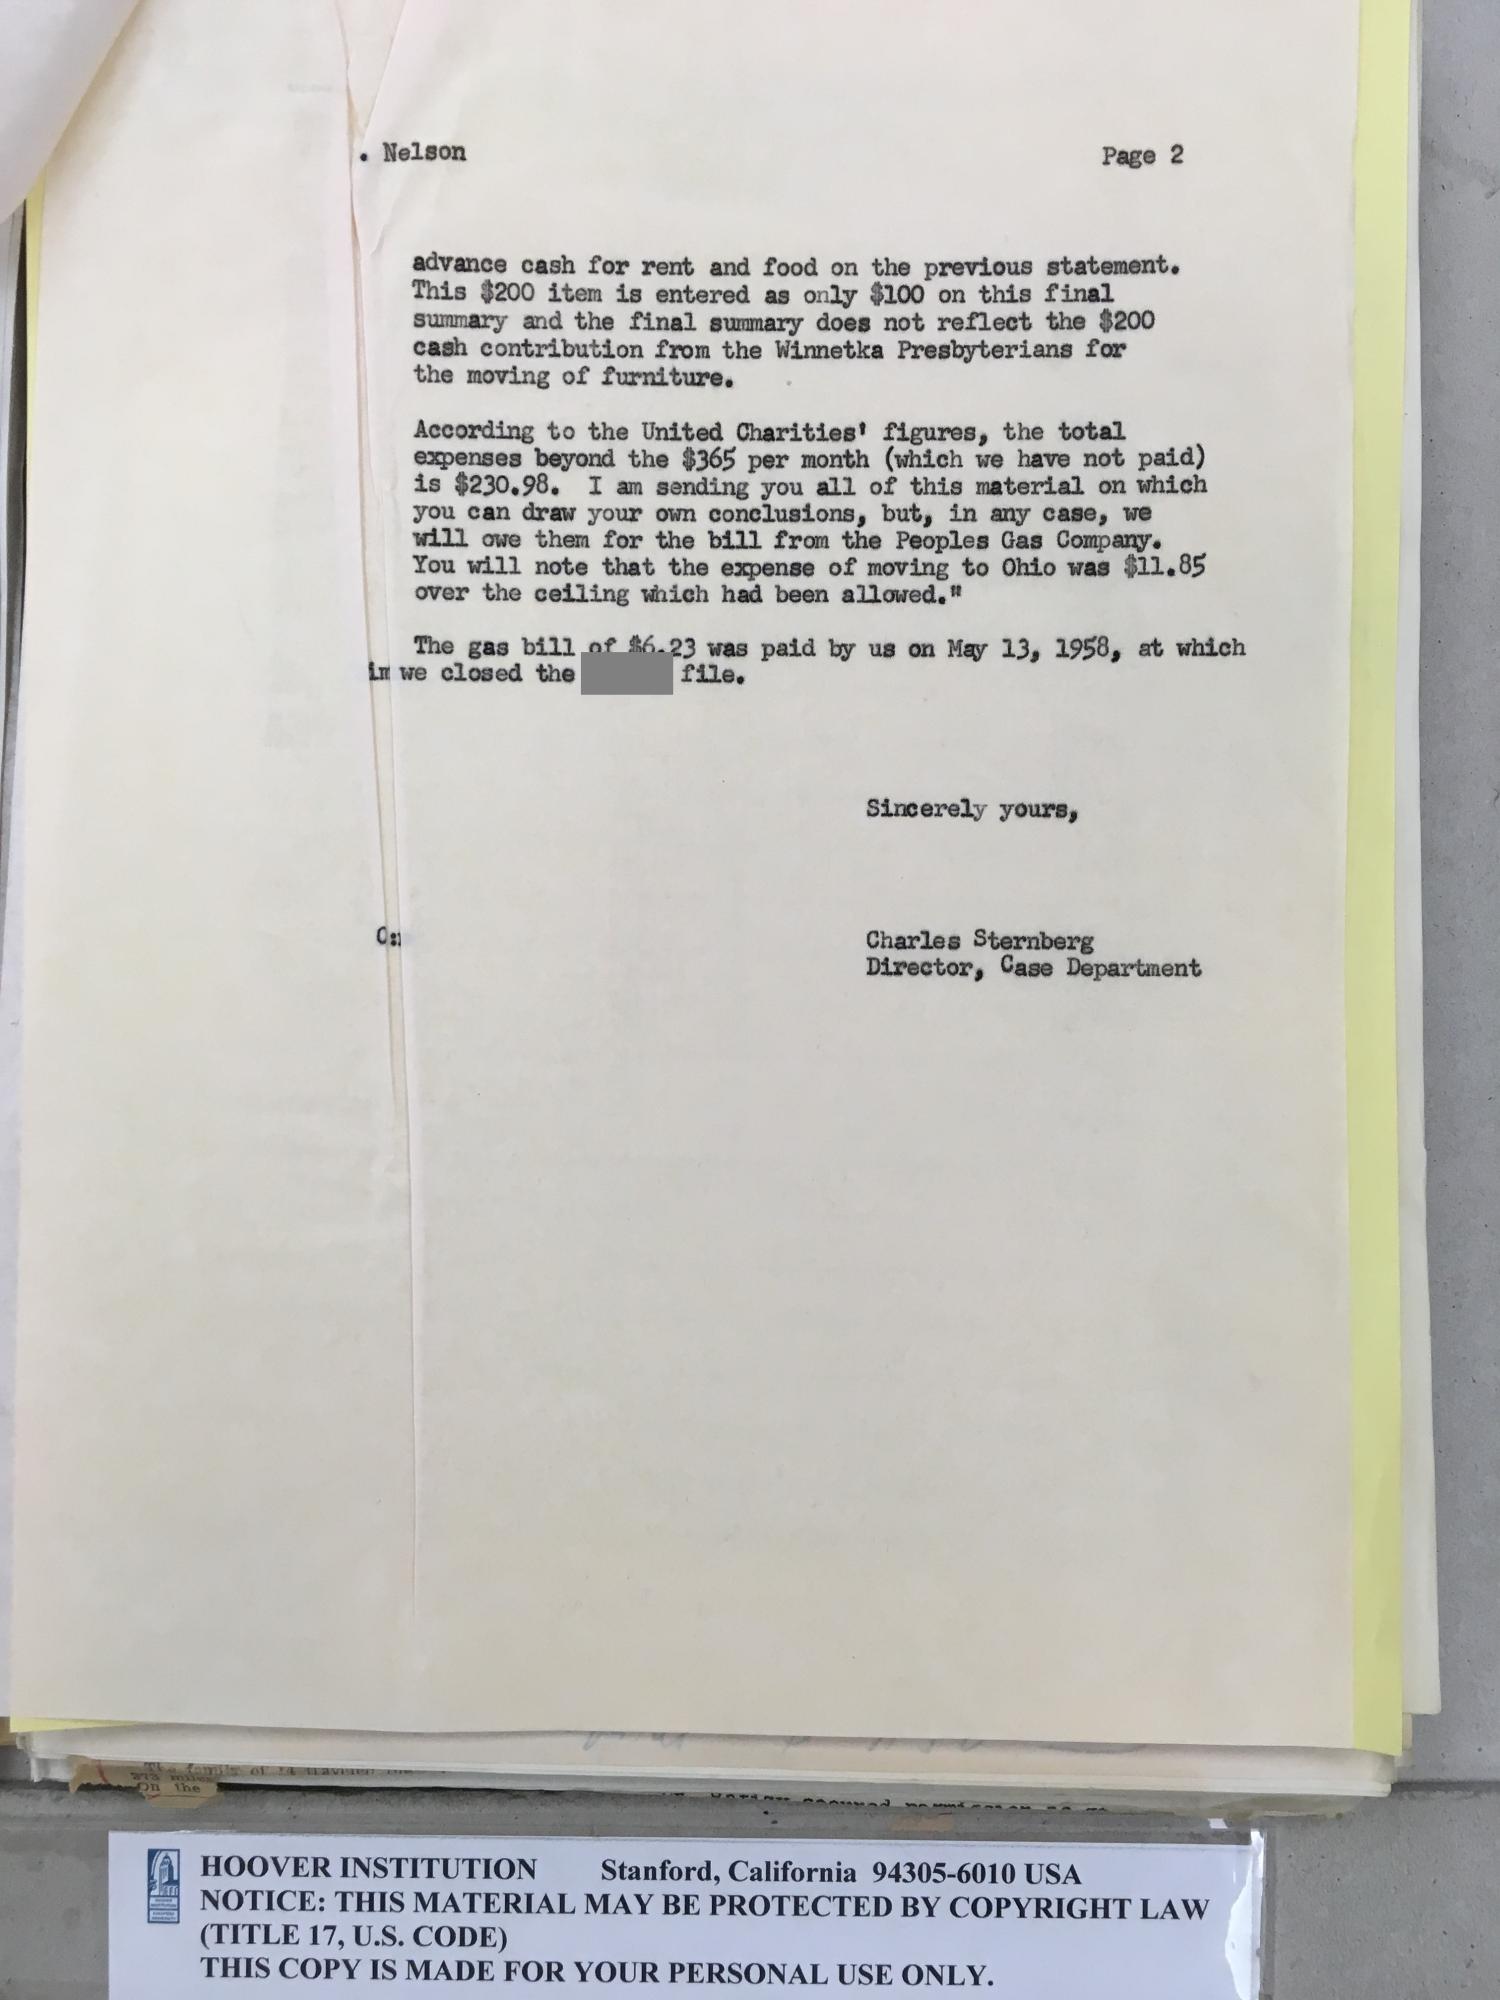 . Nelson Page 2
advance cash for rent and food on the previous statement.
This $200 item is entered as only $100 on this final
summary and the final summary does not reflect the $200
cash contribution from the Winnetka Presbyterians for
the moving of furniture.
According to the United Charities' figures, the total
expenses beyond the $365 per month (which we have not paid)
is $230.98. I am sending you all of this material on which
you can draw your own conclusions, but, in any case, we
will owe them for the bill from the Peoples Gas Company.
You will note that the expense of moving to Ohio was $11.85
over the ceiling which had been allowed."
The gas bill of $6.23 was paid by us on May 13, 1958, at which
we closed the file.
Sincerely yours,
Charles Sternberg
Director, Case Department
The family of 14
On the
HOOVER INSTITUTION Stanford, California 94305-6010 USA
NOTICE: THIS MATERIAL MAY BE PROTECTED BY COPYRIGHT LAW
(TITLE 17, U.S. CODE)
THIS COPY IS MADE FOR YOUR PERSONAL USE ONLY.